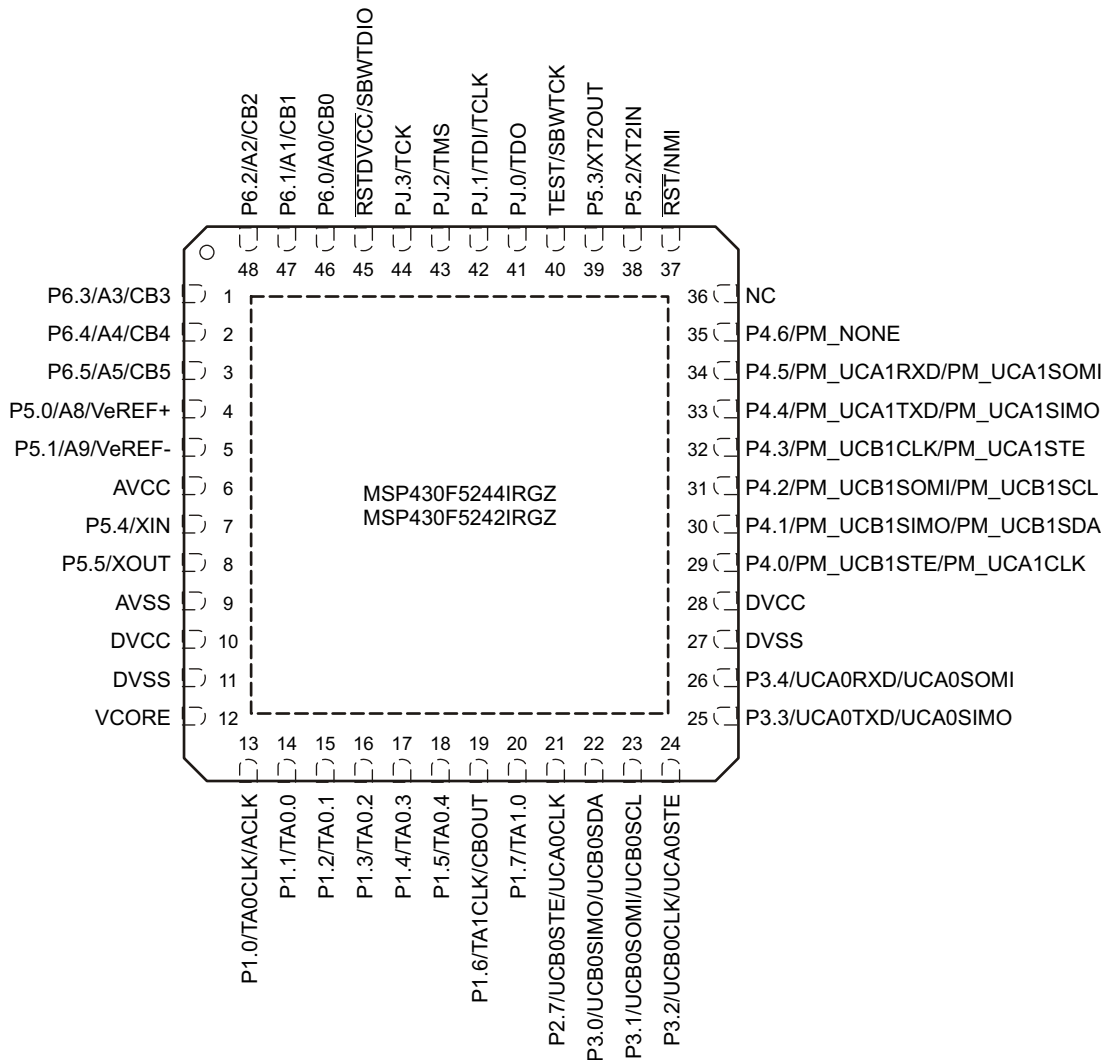 P6.2/A2/CB2
P6.1/A1/CB1
P6.0/A0/CB0
RSTDVCC/SBWTDIO
PJ.3/TCK
PJ.2/TMS
PJ.1/TDI/TCLK
PJ.0/TDO
TEST/SBWTCK
P5.3/XT2OUT
P5.2/XT2IN
RST/NMI
48 47 46 45 44 43 42 41 40 39 38 37
P6.3/A3/CB3 1
P6.4/A4/CB4 2
P6.5/A5/CB5 3
P5.0/A8/VeREF+ 4
P5.1/A9/VeREF- 5
AVCC 6
P5.4/XIN 7
P5.5/XOUT 8
AVSS 9
DVCC 10
DVSS 11
VCORE 12
MSP430F5244IRGZ
MSP430F5242IRGZ
36 NC
35 P4.6/PM_NONE
34 P4.5/PM_UCA1RXD/PM_UCA1SOMI
33 P4.4/PM_UCA1TXD/PM_UCA1SIMO
32 P4.3/PM_UCB1CLK/PM_UCA1STE
31 P4.2/PM_UCB1SOMI/PM_UCB1SCL
30 P4.1/PM_UCB1SIMO/PM_UCB1SDA
29 P4.0/PM_UCB1STE/PM_UCA1CLK
28 DVCC
27 DVSS
26 P3.4/UCA0RXD/UCA0SOMI
25 P3.3/UCA0TXD/UCA0SIMO
13 14 15 16 17 18 19 20 21 22 23 24
P1.0/TA0CLK/ACLK
P1.1/TA0.0
P1.2/TA0.1
P1.3/TA0.2
P1.4/TA0.3
P1.5/TA0.4
P1.6/TA1CLK/CBOUT
P1.7/TA1.0
P2.7/UCB0STE/UCA0CLK
P3.0/UCB0SIMO/UCB0SDA
P3.1/UCB0SOMI/UCB0SCL
P3.2/UCB0CLK/UCA0STE